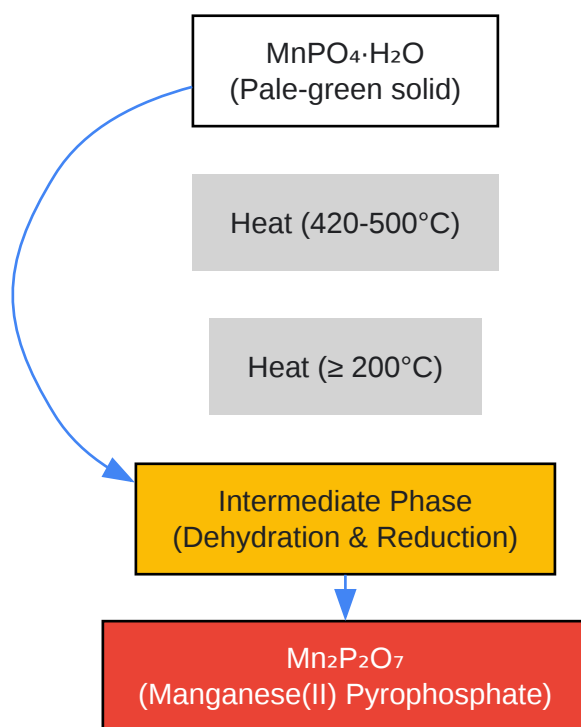 MnPO₄·H₂O
(Pale-green solid)
Heat (420-500°C)
Heat (≥ 200°C)
Intermediate Phase
(Dehydration & Reduction)
Mn₂P₂O₇
(Manganese(II) Pyrophosphate)